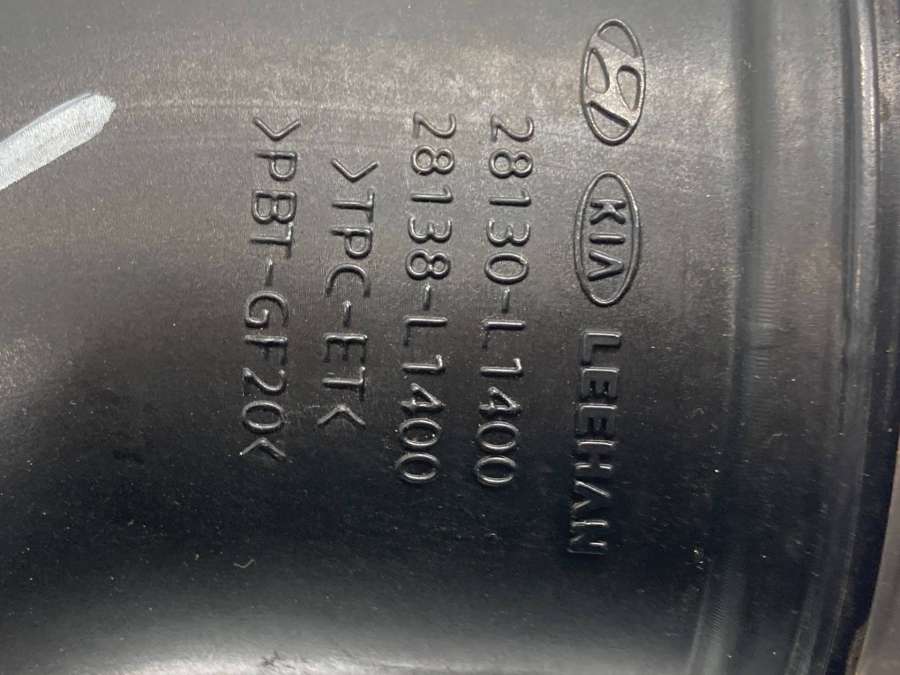 KIA LEEHAN
28130-L1400
28138-L1400
>TPC-ET<
>PBT-GF20<